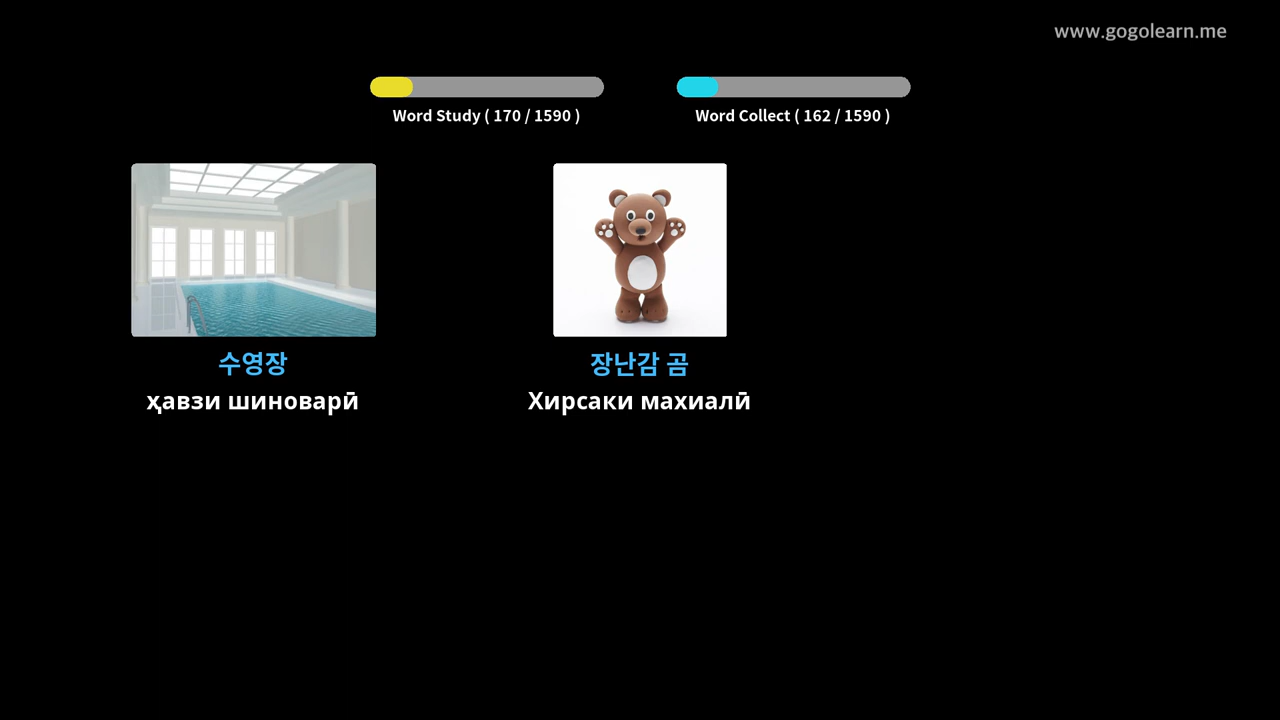 www.gogolearn.me
Word Study ( 170 / 1590 )
Word Collect ( 162 / 1590 )
수영장
ҳавзи шиноварӣ
장난감 곰
Хирсаки махиалӣ